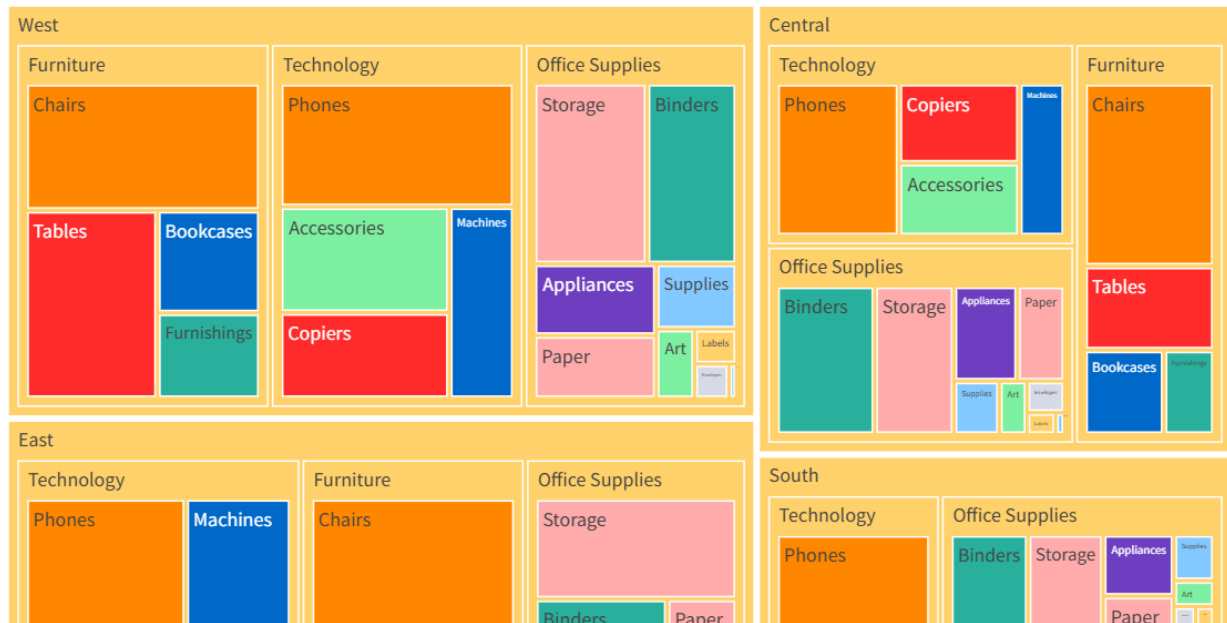 West
Furniture
Chairs
Tables
Bookcases
Furnishings
Technology
Phones
Accessories
Machines
Copiers
Office Supplies
Storage
Binders
Appliances
Supplies
Paper
Art
Labels
Envelopes
Central
Technology
Phones
Copiers
Machines
Accessories
Office Supplies
Binders
Storage
Appliances
Paper
Supplies
Art
Envelopes
Labels
Furniture
Chairs
Tables
Bookcases
Furnishings
East
Technology
Phones
Machines
Furniture
Chairs
Office Supplies
Storage
Binders
Paper
South
Technology
Phones
Office Supplies
Binders
Storage
Appliances
Supplies
Art
Paper